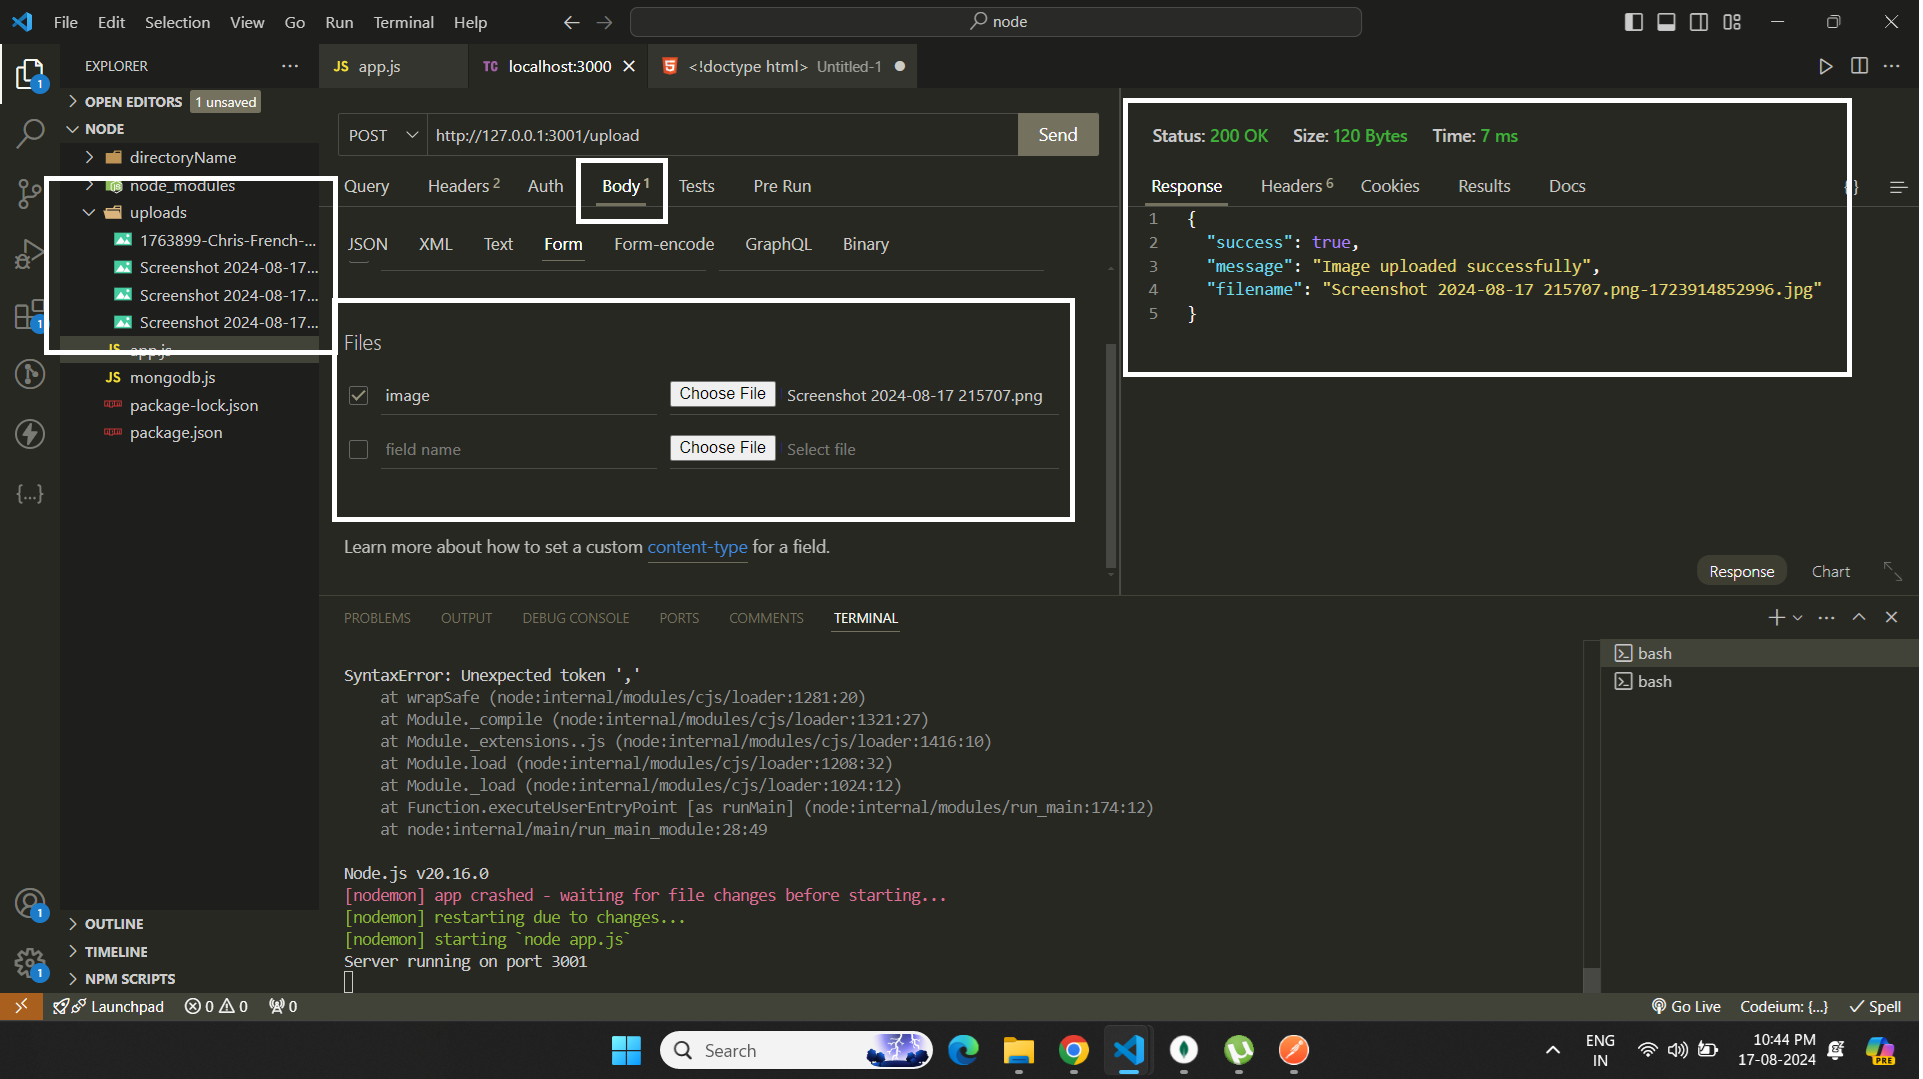 File Edit Selection View Go Run Terminal Help
node
EXPLORER
JS app.js
TC localhost:3000
<!doctype html> Untitled-1
OPEN EDITORS 1 unsaved
NODE
directoryName
node_modules
uploads
1763899-Chris-French-...
Screenshot 2024-08-17...
Screenshot 2024-08-17...
Screenshot 2024-08-17...
JS app.js
JS mongodb.js
package-lock.json
package.json
OUTLINE
TIMELINE
NPM SCRIPTS
POST http://127.0.0.1:3001/upload Send
Query Headers 2 Auth Body 1 Tests Pre Run
JSON XML Text Form Form-encode GraphQL Binary
Files
image Choose File Screenshot 2024-08-17 215707.png
field name Choose File Select file
Learn more about how to set a custom content-type for a field.
Status: 200 OK Size: 120 Bytes Time: 7 ms
Response Headers 6 Cookies Results Docs
1 {
2 "success": true,
3 "message": "Image uploaded successfully",
4 "filename": "Screenshot 2024-08-17 215707.png-1723914852996.jpg"
5 }
Response Chart
PROBLEMS OUTPUT DEBUG CONSOLE PORTS COMMENTS TERMINAL
SyntaxError: Unexpected token ','
at wrapSafe (node:internal/modules/cjs/loader:1281:20)
at Module._compile (node:internal/modules/cjs/loader:1321:27)
at Module._extensions..js (node:internal/modules/cjs/loader:1416:10)
at Module.load (node:internal/modules/cjs/loader:1208:32)
at Module._load (node:internal/modules/cjs/loader:1024:12)
at Function.executeUserEntryPoint [as runMain] (node:internal/modules/run_main:174:12)
at node:internal/main/run_main_module:28:49
Node.js v20.16.0
[nodemon] app crashed - waiting for file changes before starting...
[nodemon] restarting due to changes...
[nodemon] starting `node app.js`
Server running on port 3001
bash
bash
Launchpad 0 0 0
Go Live Codeium: {...} Spell
Search
ENG
IN
10:44 PM
17-08-2024
PRE